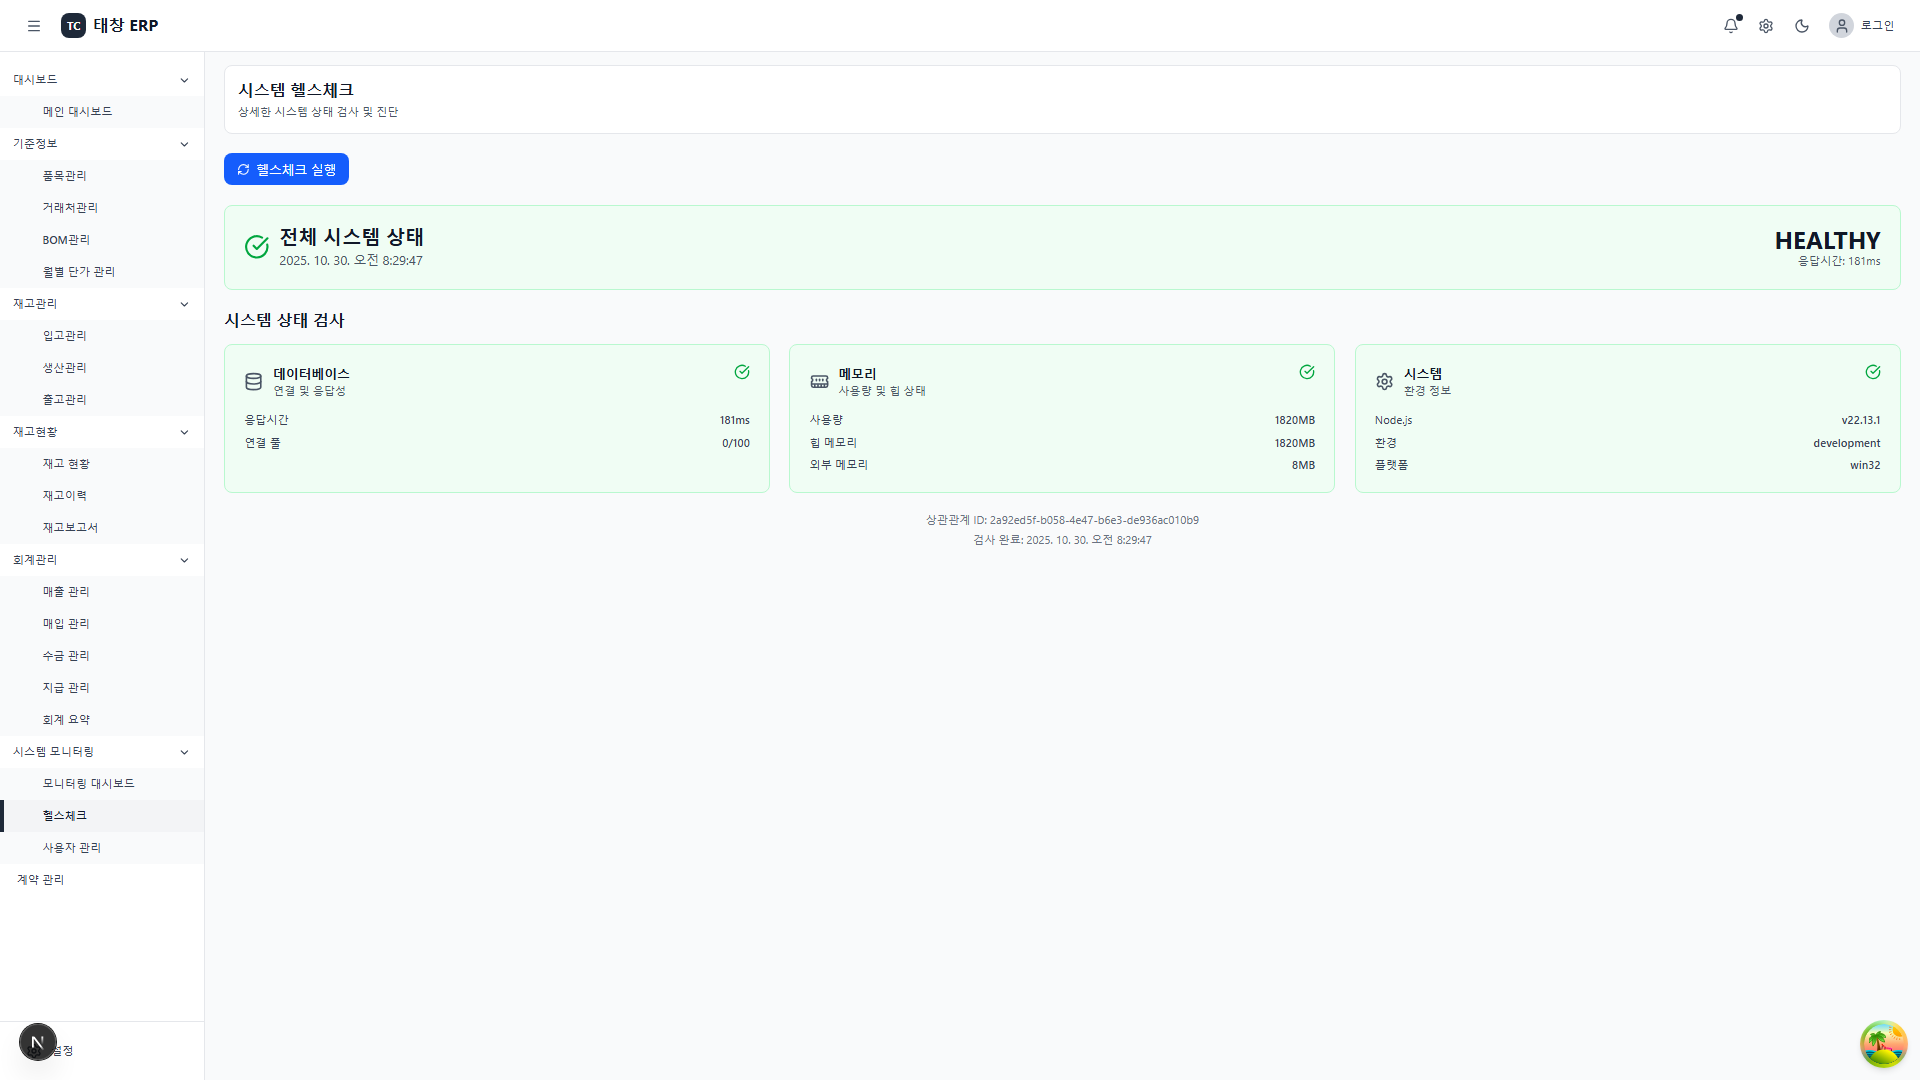 TC 태창 ERP
로그인
대시보드
메인 대시보드
기준정보
품목관리
거래처관리
BOM관리
월별 단가 관리
재고관리
입고관리
생산관리
출고관리
재고현황
재고 현황
재고이력
재고보고서
회계관리
매출 관리
매입 관리
수금 관리
지급 관리
회계 요약
시스템 모니터링
모니터링 대시보드
헬스체크
사용자 관리
계약 관리
N
설정
시스템 헬스체크
상세한 시스템 상태 검사 및 진단
헬스체크 실행
전체 시스템 상태
2025. 10. 30. 오전 8:29:47
HEALTHY
응답시간: 181ms
시스템 상태 검사
데이터베이스
연결 및 응답성
응답시간 181ms
연결 풀 0/100
메모리
사용량 및 힙 상태
사용량 1820MB
힙 메모리 1820MB
외부 메모리 8MB
시스템
환경 정보
Node.js v22.13.1
환경 development
플랫폼 win32
상관관계 ID: 2a92ed5f-b058-4e47-b6e3-de936ac010b9
검사 완료: 2025. 10. 30. 오전 8:29:47